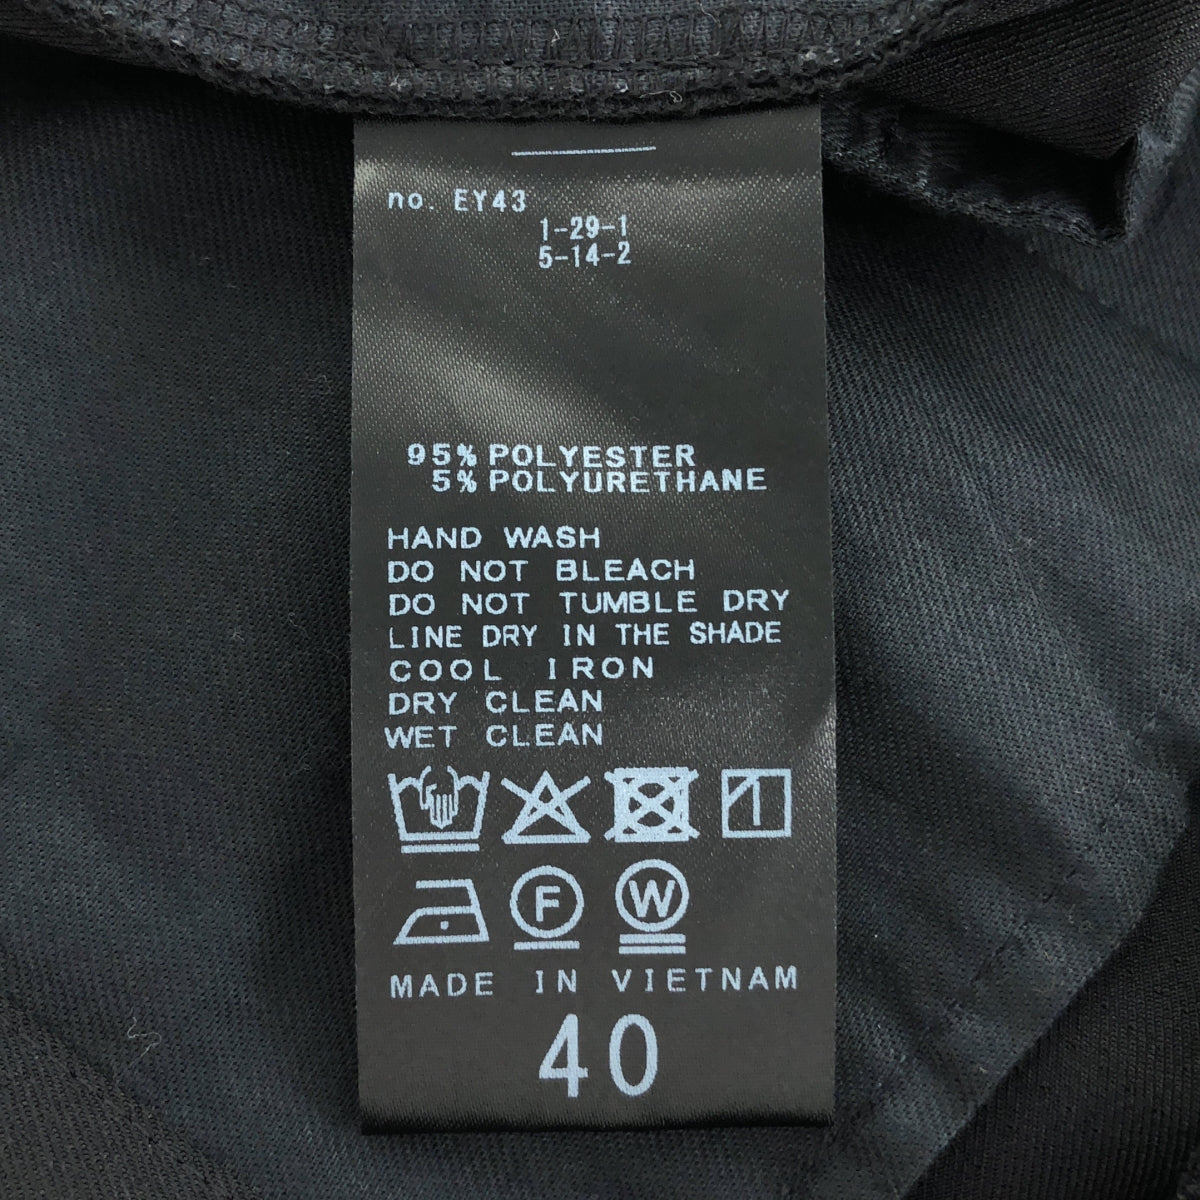 no. EY43
1-29-1
5-14-2
95% POLYESTER
5% POLYURETHANE
HAND WASH
DO NOT BLEACH
DO NOT TUMBLE DRY
LINE DRY IN THE SHADE
COOL IRON
DRY CLEAN
WET CLEAN
F W
MADE IN VIETNAM
40